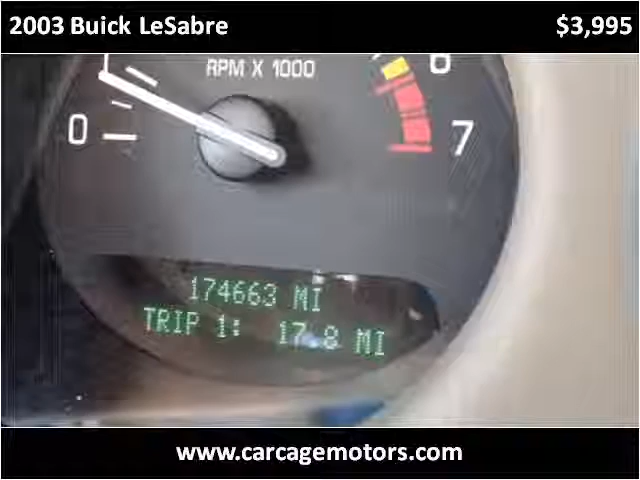 2003 Buick LeSabre $3,995
RPM X 1000
6
0
7
174663 MI
TRIP 1: 17.8 MI
www.carcagemotors.com